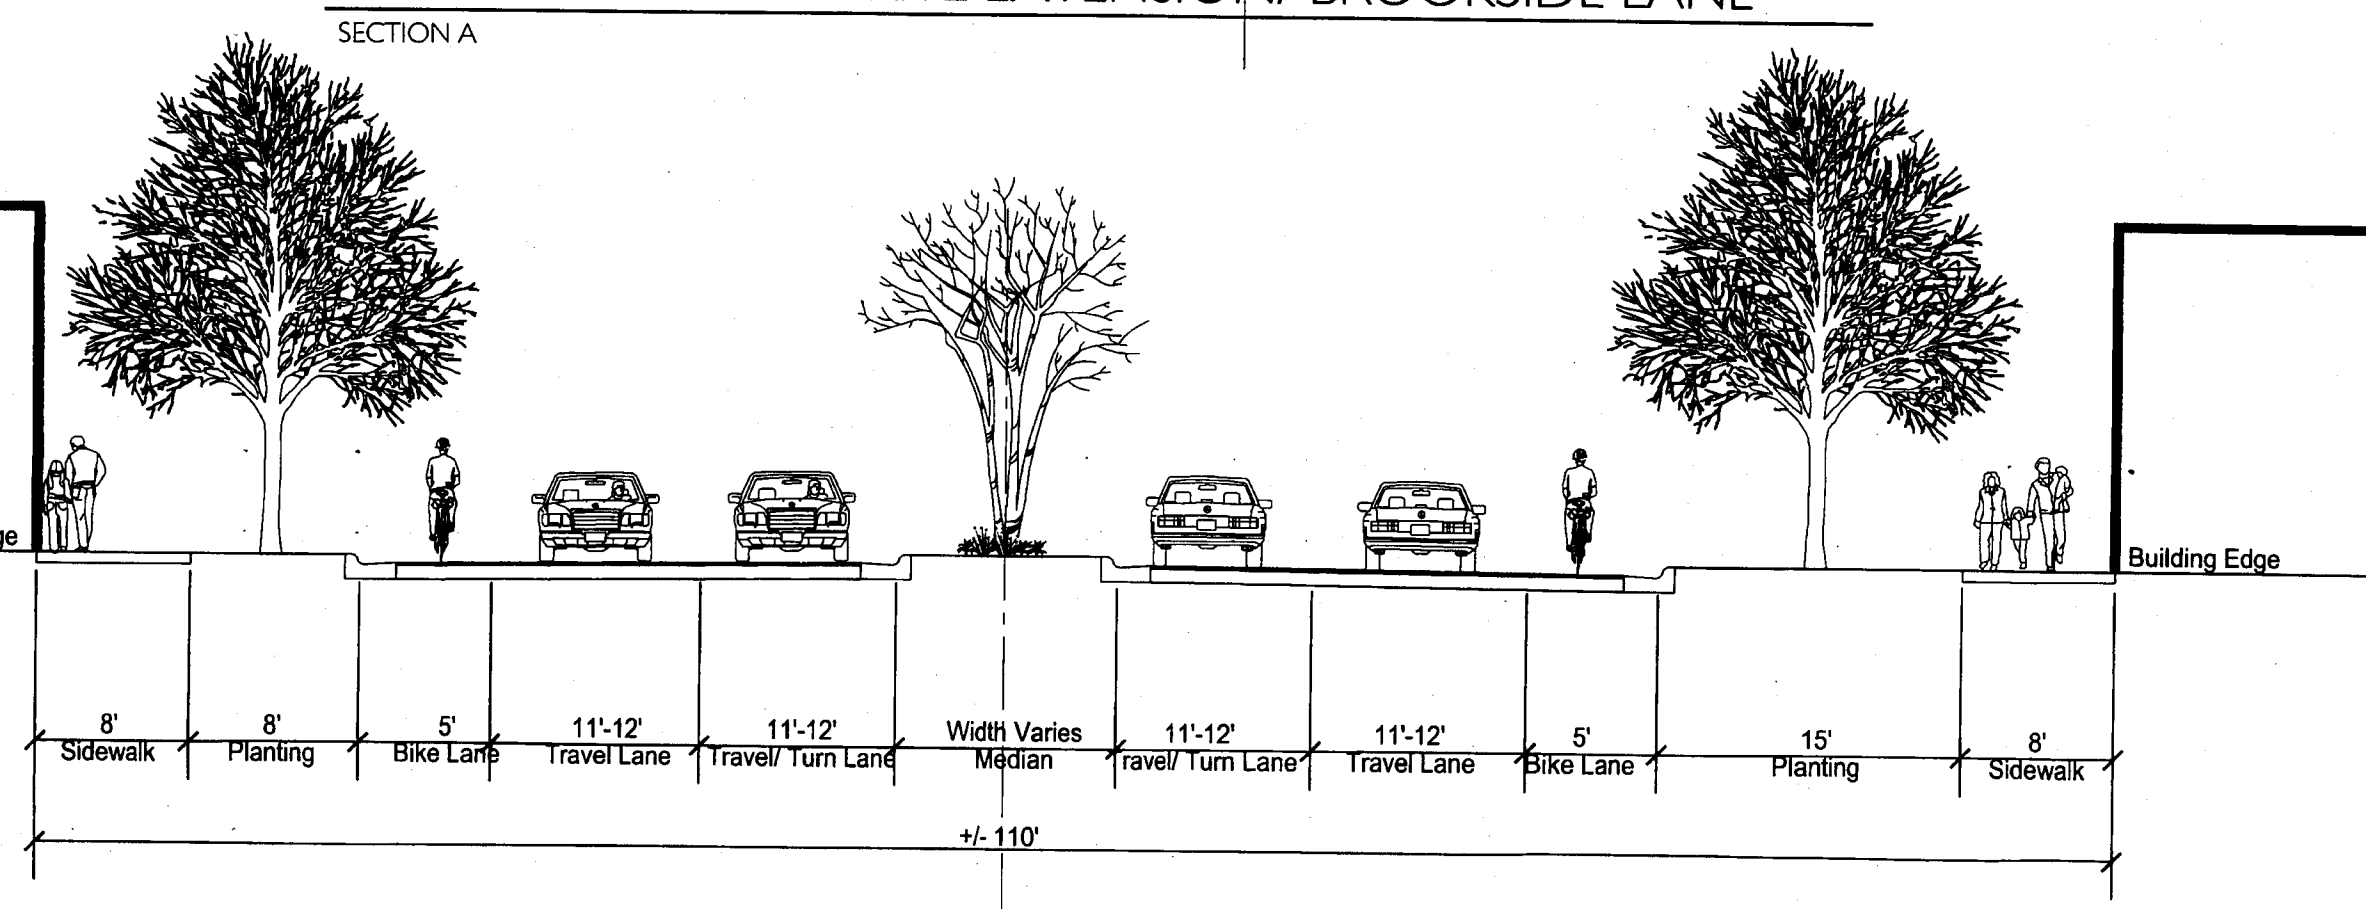 BROOKSIDE LANE
SECTION A
Building Edge
8' 8' 5' 11'-12' 11'-12' Width Varies 11'-12' 11'-12' 5' 15' 8'
Sidewalk Planting Bike Lane Travel Lane Travel/ Turn Lane Median ravel/ Turn Lane Travel Lane Bike Lane Planting Sidewalk
+/- 110'